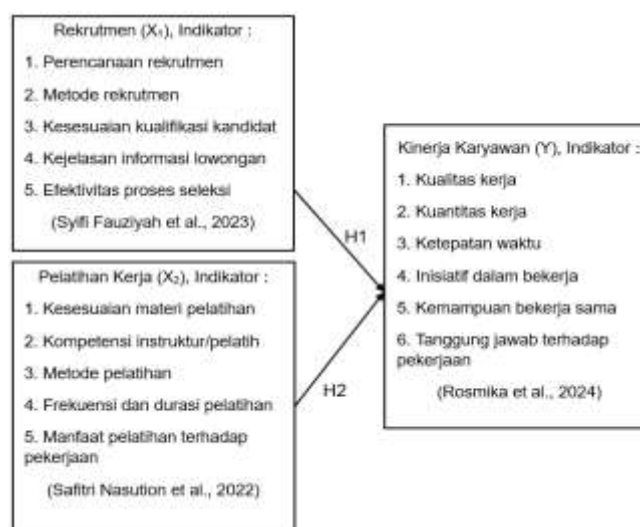 Rekrutmen (X₁), Indikator :
1. Perencanaan rekrutmen
2. Metode rekrutmen
3. Kesesuaian kualifikasi kandidat
4. Kejelasan informasi lowongan
5. Efektivitas proses seleksi
(Syifi Fauziyah et al., 2023)
Pelatihan Kerja (X₂), Indikator :
1. Kesesuaian materi pelatihan
2. Kompetensi instruktur/pelatih
3. Metode pelatihan
4. Frekuensi dan durasi pelatihan
5. Manfaat pelatihan terhadap
pekerjaan
(Safitri Nasution et al., 2022)
H1
H2
Kinerja Karyawan (Y), Indikator :
1. Kualitas kerja
2. Kuantitas kerja
3. Ketepatan waktu
4. Inisiatif dalam bekerja
5. Kemampuan bekerja sama
6. Tanggung jawab terhadap
pekerjaan
(Rosmika et al., 2024)